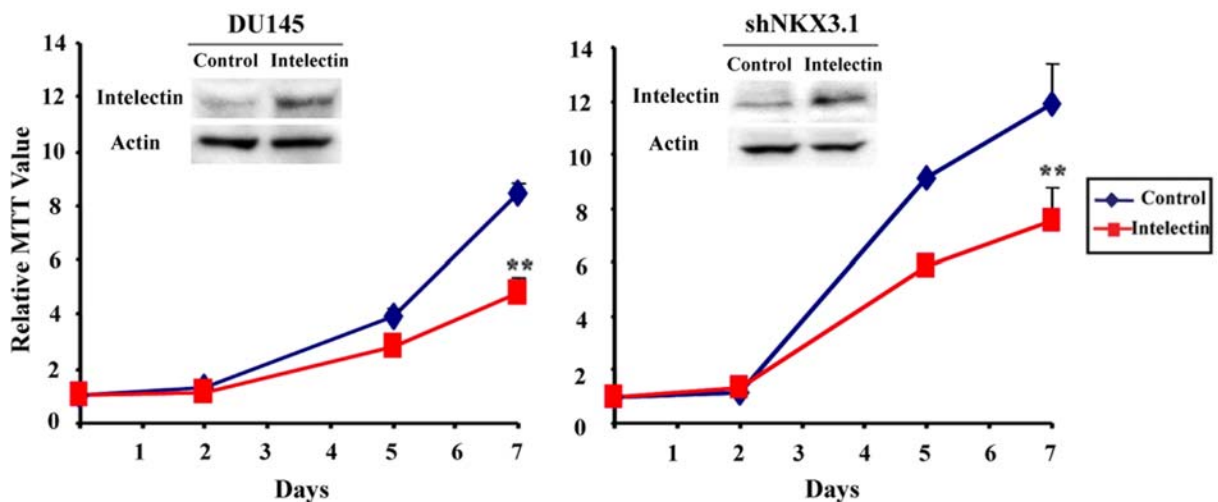 DU145
Control Intelectin
Intelectin
Actin
Relative MTT Value
14
12
10
8
6
4
2
0
**
1 2 3 4 5 6 7
Days
shNKX3.1
Control Intelectin
Intelectin
Actin
14
12
10
8
6
4
2
0
**
1 2 3 4 5 6 7
Days
Control
Intelectin